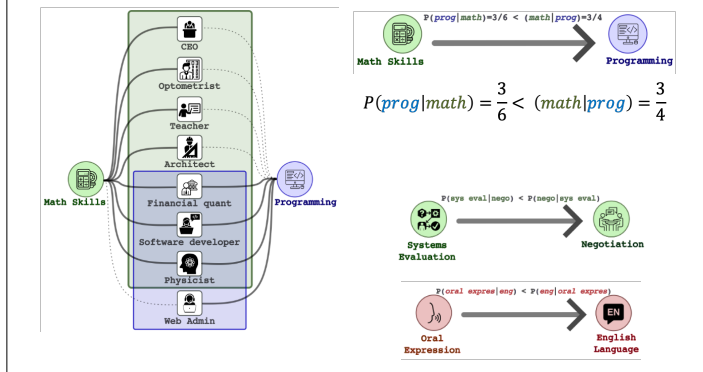 CEO
Optometrist
Teacher
Architect
Financial quant
Software developer
Physicist
Web Admin
Math Skills
Programming
P(prog|math)=3/6 < (math|prog)=3/4
Math Skills
Programming
P(prog|math) = 3/6 < (math|prog) = 3/4
P(sys eval|nego) < P(nego|sys eval)
Systems
Evaluation
Negotiation
P(oral expres|eng) < P(eng|oral expres)
EN
Oral
Expression
English
Language